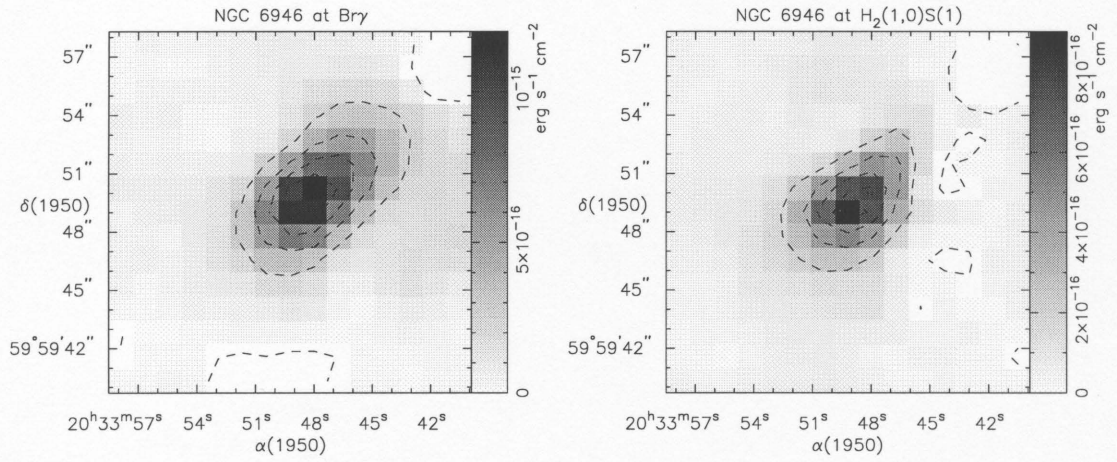 NGC 6946 at Brγ
57"
54"
51"
δ(1950)
48"
45"
59°59'42"
20ʰ33ᵐ57ˢ 54ˢ 51ˢ 48ˢ 45ˢ 42ˢ
α(1950)
0 5×10⁻¹⁶ 10⁻¹⁵
erg s⁻¹ cm⁻²
NGC 6946 at H₂(1,0)S(1)
57"
54"
51"
δ(1950)
48"
45"
59°59'42"
20ʰ33ᵐ57ˢ 54ˢ 51ˢ 48ˢ 45ˢ 42ˢ
α(1950)
0 2×10⁻¹⁶ 4×10⁻¹⁶ 6×10⁻¹⁶ 8×10⁻¹⁶
erg s⁻¹ cm⁻²